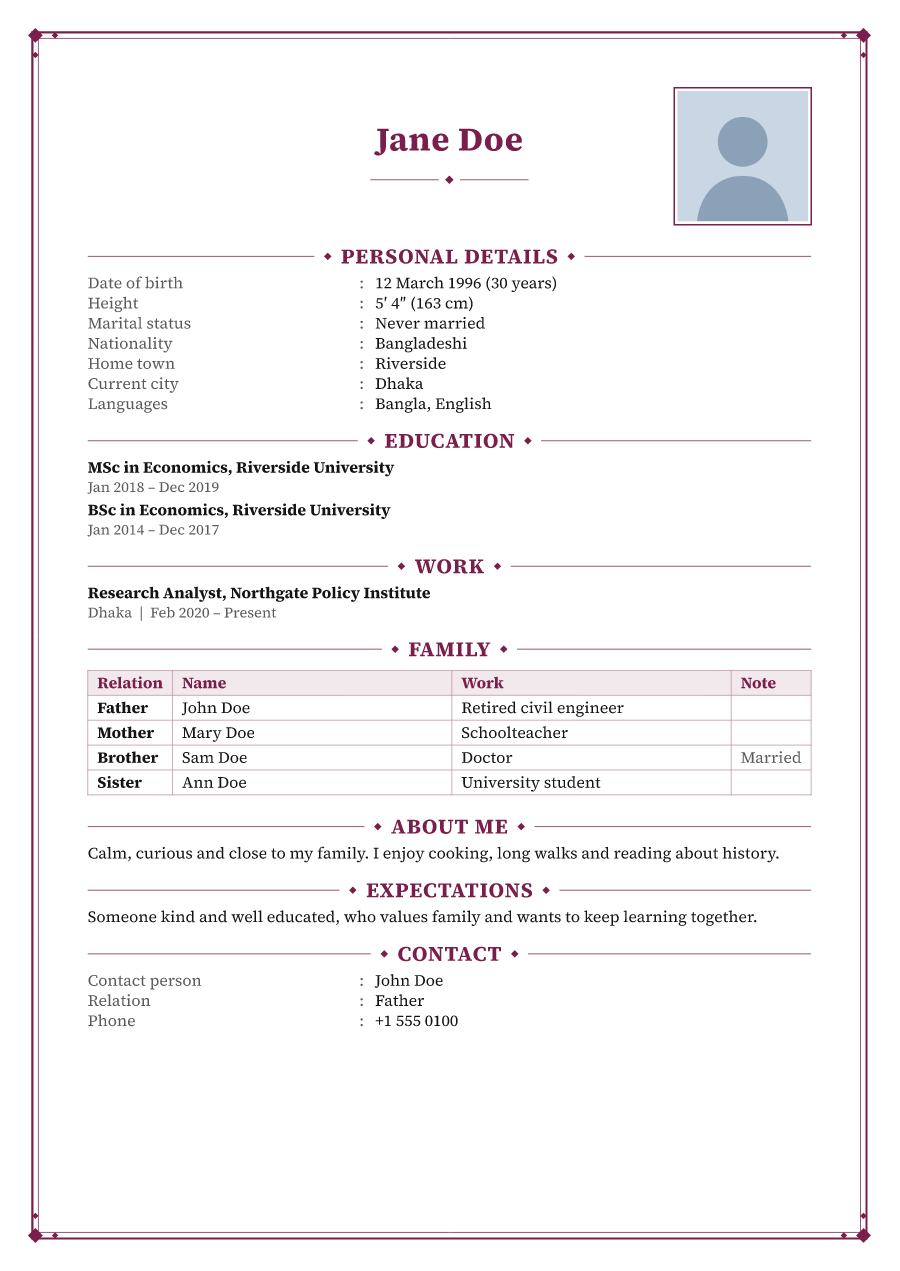 Jane Doe
PERSONAL DETAILS
Date of birth : 12 March 1996 (30 years)
Height : 5′ 4″ (163 cm)
Marital status : Never married
Nationality : Bangladeshi
Home town : Riverside
Current city : Dhaka
Languages : Bangla, English
EDUCATION
MSc in Economics, Riverside University
Jan 2018 – Dec 2019
BSc in Economics, Riverside University
Jan 2014 – Dec 2017
WORK
Research Analyst, Northgate Policy Institute
Dhaka | Feb 2020 – Present
FAMILY
Relation Name Work Note
Father John Doe Retired civil engineer
Mother Mary Doe Schoolteacher
Brother Sam Doe Doctor Married
Sister Ann Doe University student
ABOUT ME
Calm, curious and close to my family. I enjoy cooking, long walks and reading about history.
EXPECTATIONS
Someone kind and well educated, who values family and wants to keep learning together.
CONTACT
Contact person : John Doe
Relation : Father
Phone : +1 555 0100